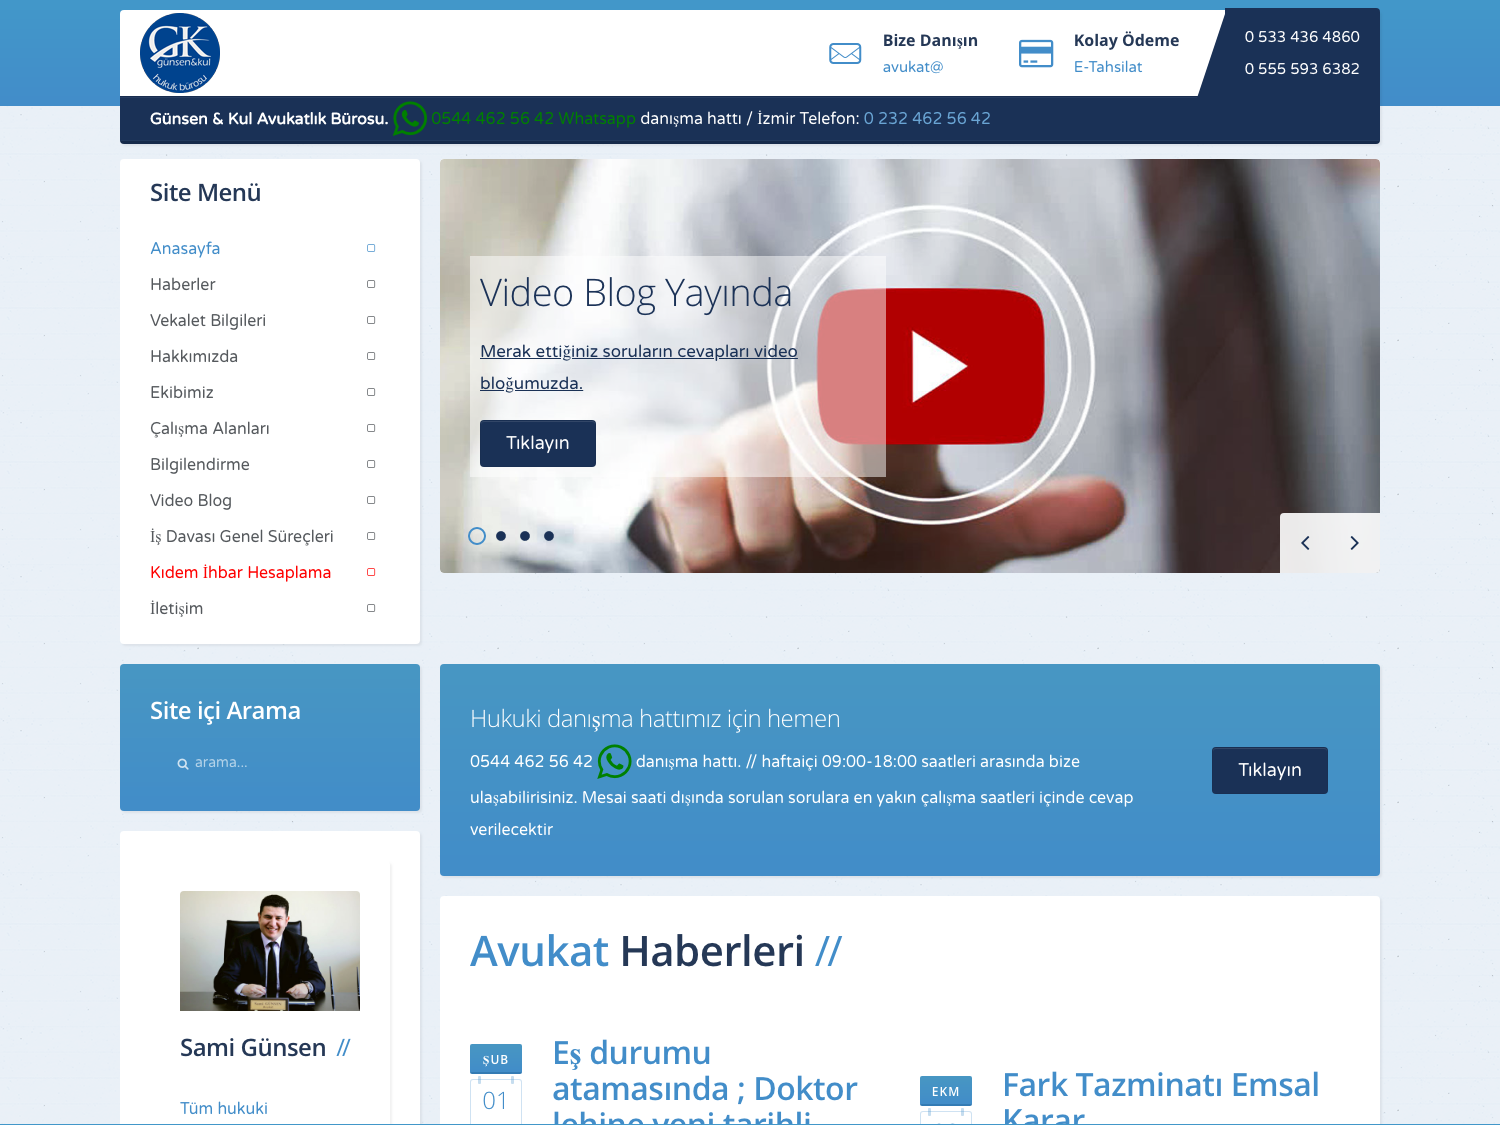 GK
günsen&kul
hukuk bürosu
Bize Danışın
avukat@
Kolay Ödeme
E-Tahsilat
0 533 436 4860
0 555 593 6382
Günsen & Kul Avukatlık Bürosu. 0544 462 56 42 Whatsapp danışma hattı / İzmir Telefon: 0 232 462 56 42
Site Menü
Anasayfa
Haberler
Vekalet Bilgileri
Hakkımızda
Ekibimiz
Çalışma Alanları
Bilgilendirme
Video Blog
İş Davası Genel Süreçleri
Kıdem İhbar Hesaplama
İletişim
Video Blog Yayında
Merak ettiğiniz soruların cevapları video
bloğumuzda.
Tıklayın
Site içi Arama
arama...
Hukuki danışma hattımız için hemen
0544 462 56 42 danışma hattı. // haftaiçi 09:00-18:00 saatleri arasında bize
ulaşabilirisiniz. Mesai saati dışında sorulan sorulara en yakın çalışma saatleri içinde cevap
verilecektir
Tıklayın
Sami Günsen //
Tüm hukuki
Avukat Haberleri //
ŞUB
01
Eş durumu
atamasında ; Doktor
lehine yeni tarihli
EKM
Fark Tazminatı Emsal
Karar